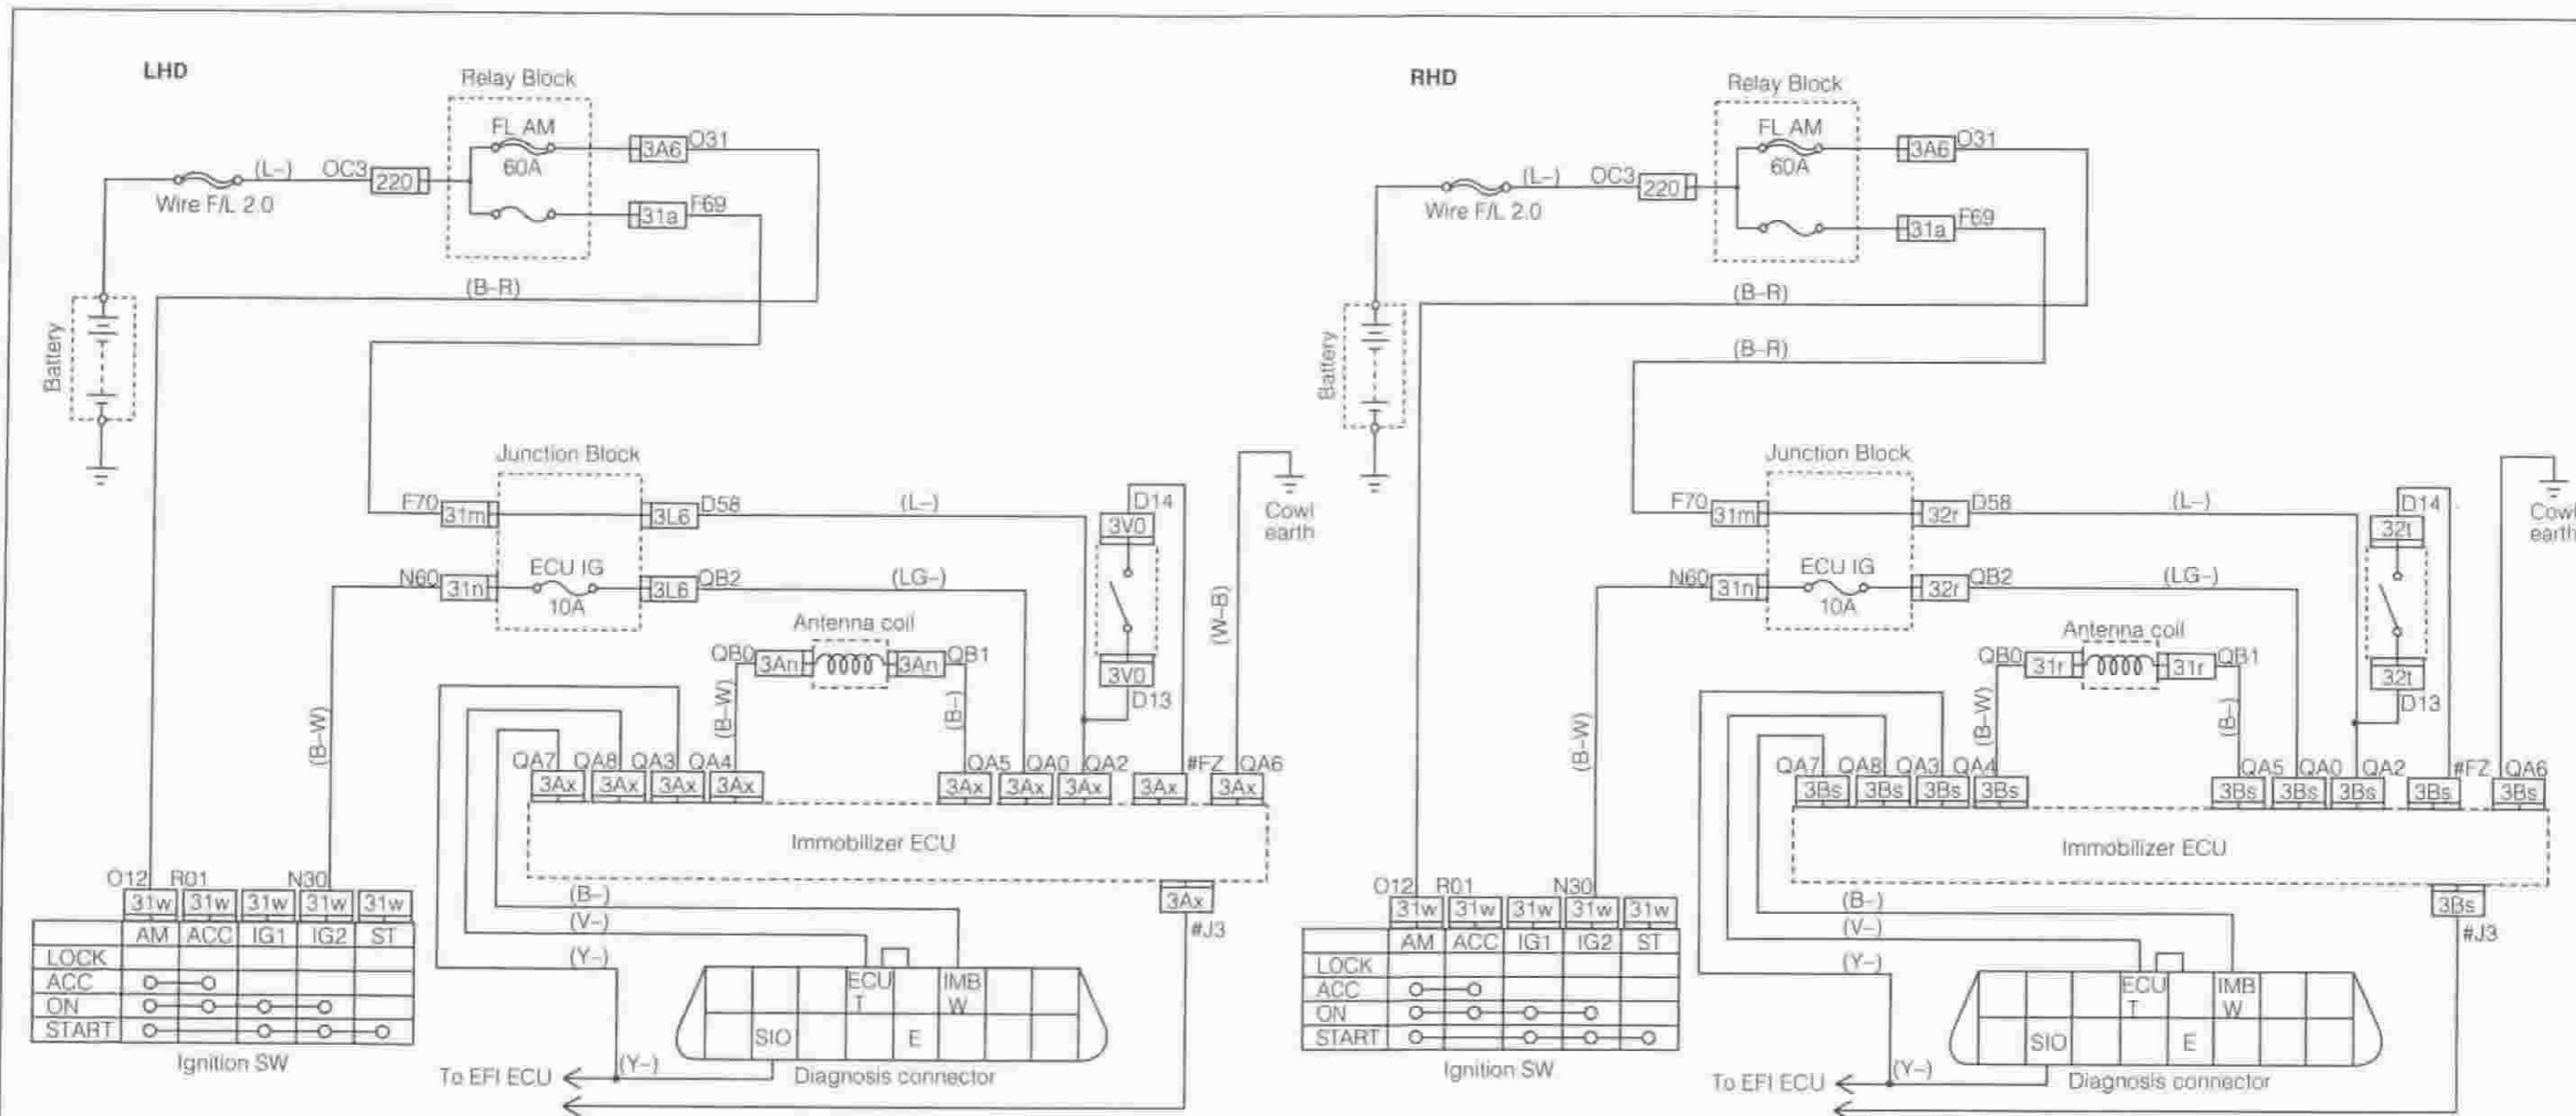 LHD
Relay Block
FL AM
60A
3A6 O31
(L–) OC3 220
Wire F/L 2.0
31a F69
(B–R)
Battery
Junction Block
F70 31m 3L6 D58 (L–)
D14
3V0
Cowl
earth
ECU IG
N60 31n 3L6 QB2 (LG–)
10A
Antenna coil
QB0 3An 3An QB1
3V0
D13
(W–B)
(B–W)
(B–W)
(B–)
QA7 QA8 QA3 QA4 QA5 QA0 QA2 #FZ QA6
3Ax 3Ax 3Ax 3Ax 3Ax 3Ax 3Ax 3Ax 3Ax
Immobilizer ECU
O12 R01 N30
31w 31w 31w 31w 31w
AM ACC IG1 IG2 ST
LOCK
ACC
ON
START
Ignition SW
(B–)
(V–)
(Y–)
3Ax
#J3
ECU T
IMB W
SIO
E
(Y–)
To EFI ECU
Diagnosis connector
RHD
Relay Block
FL AM
60A
3A6 O31
(L–) OC3 220
Wire F/L 2.0
31a F69
(B–R)
(B–R)
Battery
Junction Block
F70 31m 32r D58 (L–)
D14
32t
Cowl
earth
ECU IG
N60 31n 32r QB2 (LG–)
10A
Antenna coil
QB0 31r 31r QB1
32t
D13
(B–W)
(B–W)
(B–)
QA7 QA8 QA3 QA4 QA5 QA0 QA2 #FZ QA6
3Bs 3Bs 3Bs 3Bs 3Bs 3Bs 3Bs 3Bs 3Bs
Immobilizer ECU
O12 R01 N30
31w 31w 31w 31w 31w
AM ACC IG1 IG2 ST
LOCK
ACC
ON
START
Ignition SW
(B–)
(V–)
(Y–)
3Bs
#J3
ECU T
IMB W
SIO
E
(Y–)
To EFI ECU
Diagnosis connector